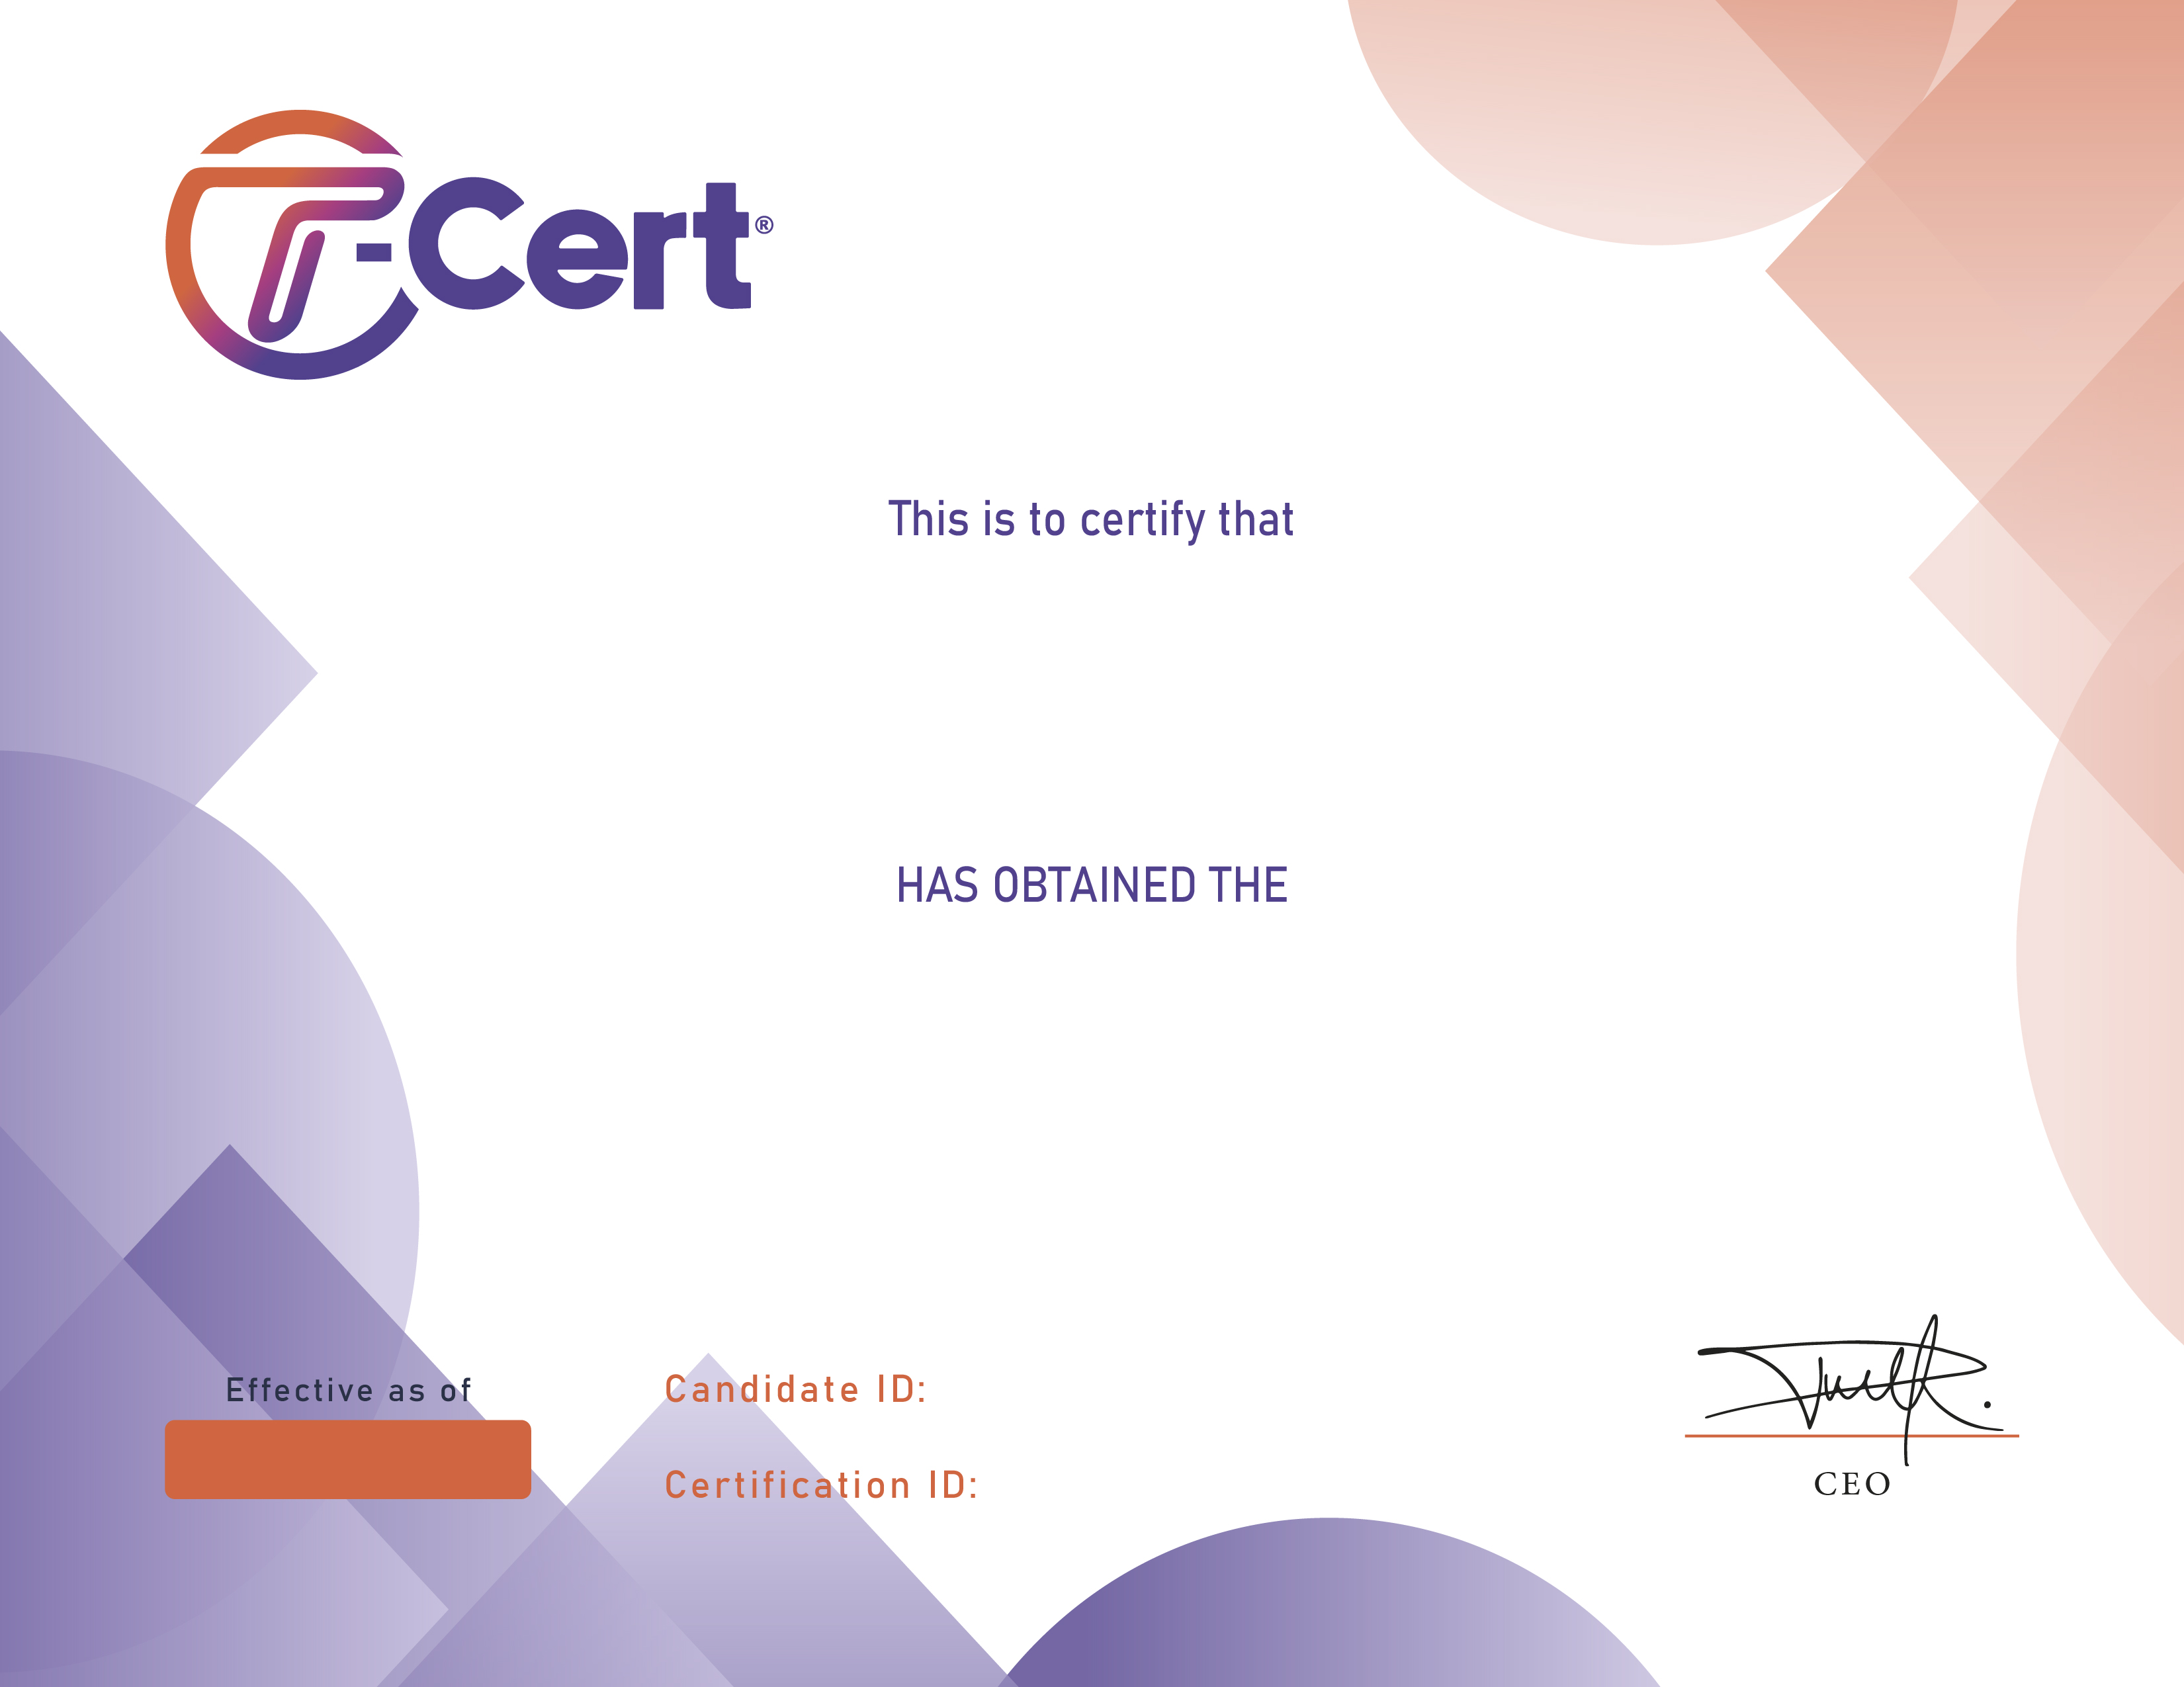 T-Cert®
This is to certify that
HAS OBTAINED THE
Effective as of
Candidate ID:
Certification ID:
CEO